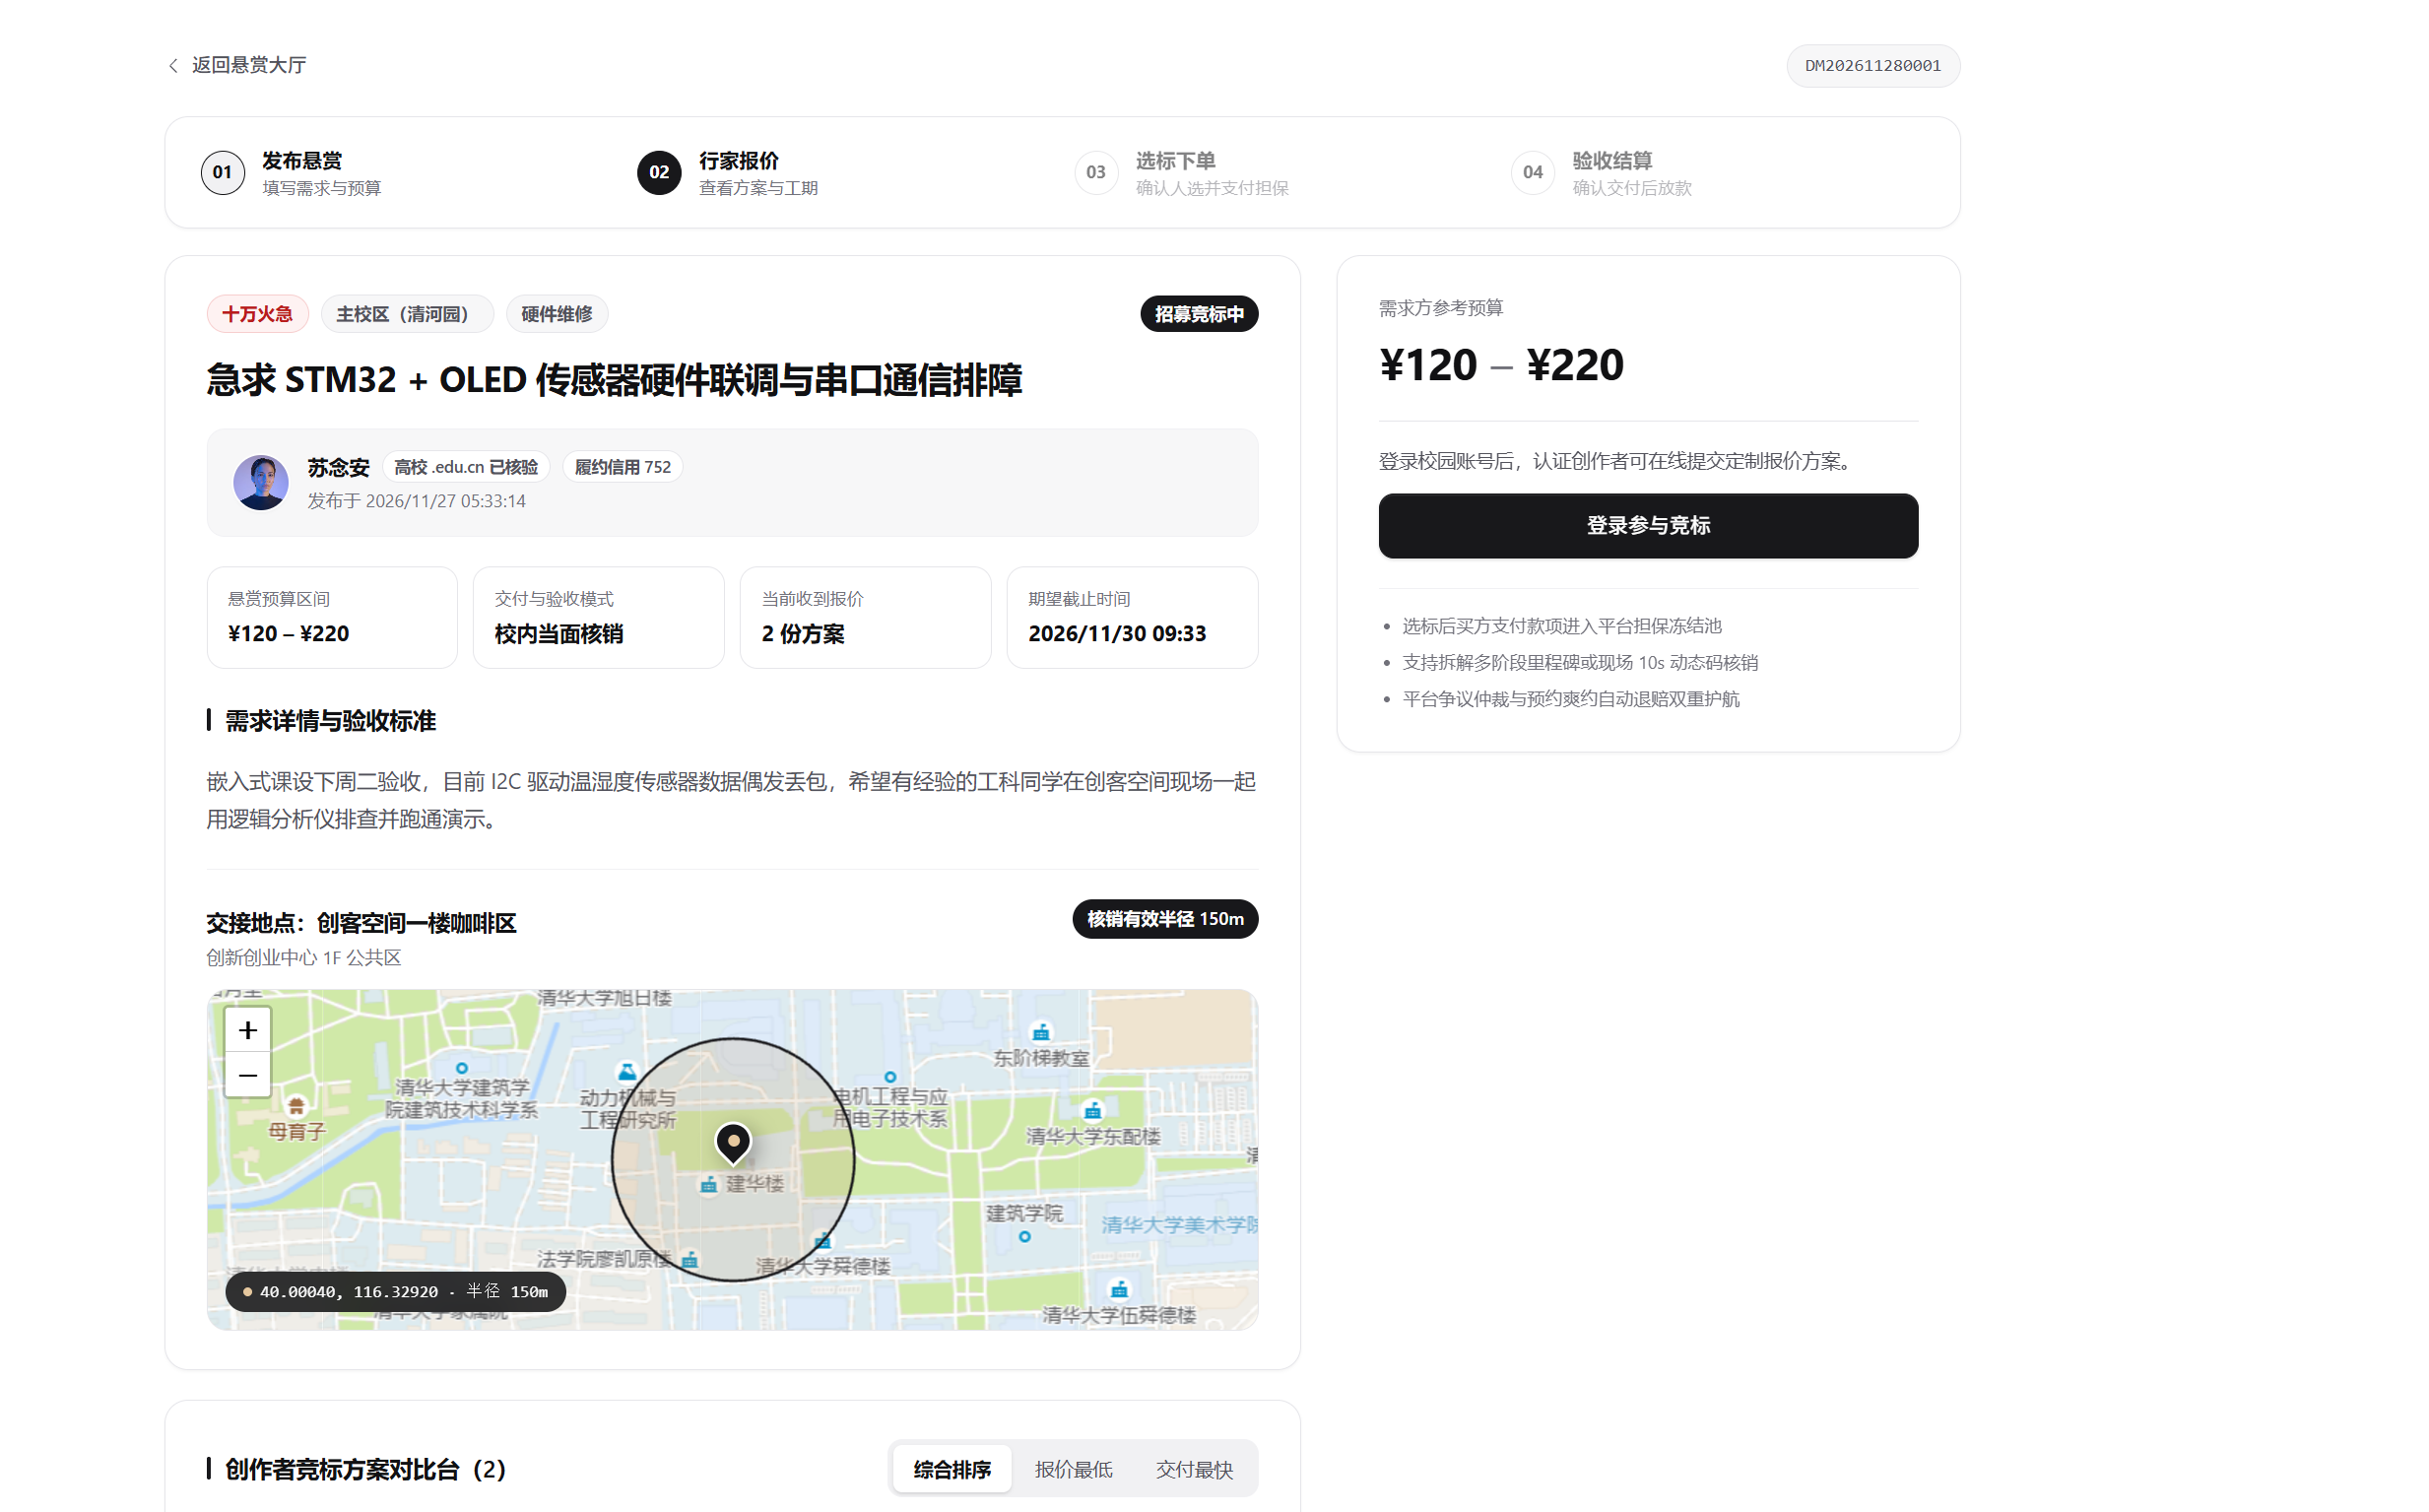 返回悬赏大厅
DM202611280001
01
发布悬赏
填写需求与预算
02
行家报价
查看方案与工期
03
选标下单
确认人选并支付担保
04
验收结算
确认交付后放款
十万火急
主校区（清河园）
硬件维修
招募竞标中
急求 STM32 + OLED 传感器硬件联调与串口通信排障
苏念安
高校 .edu.cn 已核验
履约信用 752
发布于 2026/11/27 05:33:14
悬赏预算区间
¥120 – ¥220
交付与验收模式
校内当面核销
当前收到报价
2 份方案
期望截止时间
2026/11/30 09:33
需求详情与验收标准
嵌入式课设下周二验收，目前 I2C 驱动温湿度传感器数据偶发丢包，希望有经验的工科同学在创客空间现场一起
用逻辑分析仪排查并跑通演示。
交接地点：创客空间一楼咖啡区
创新创业中心 1F 公共区
核销有效半径 150m
+
−
清华大学旭日楼
东阶梯教室
清华大学建筑学
院建筑技术科学系
动力机械与
工程研究所
电机工程与应
用电子技术系
母育子
清华大学东配楼
建华楼
建筑学院
清华大学美术学院
法学院廖凯原楼
清华大学舜德楼
清华大学伍舜德楼
40.00040, 116.32920 · 半径 150m
需求方参考预算
¥120 – ¥220
登录校园账号后，认证创作者可在线提交定制报价方案。
登录参与竞标
• 选标后买方支付款项进入平台担保冻结池
• 支持拆解多阶段里程碑或现场 10s 动态码核销
• 平台争议仲裁与预约爽约自动退赔双重护航
创作者竞标方案对比台（2）
综合排序
报价最低
交付最快